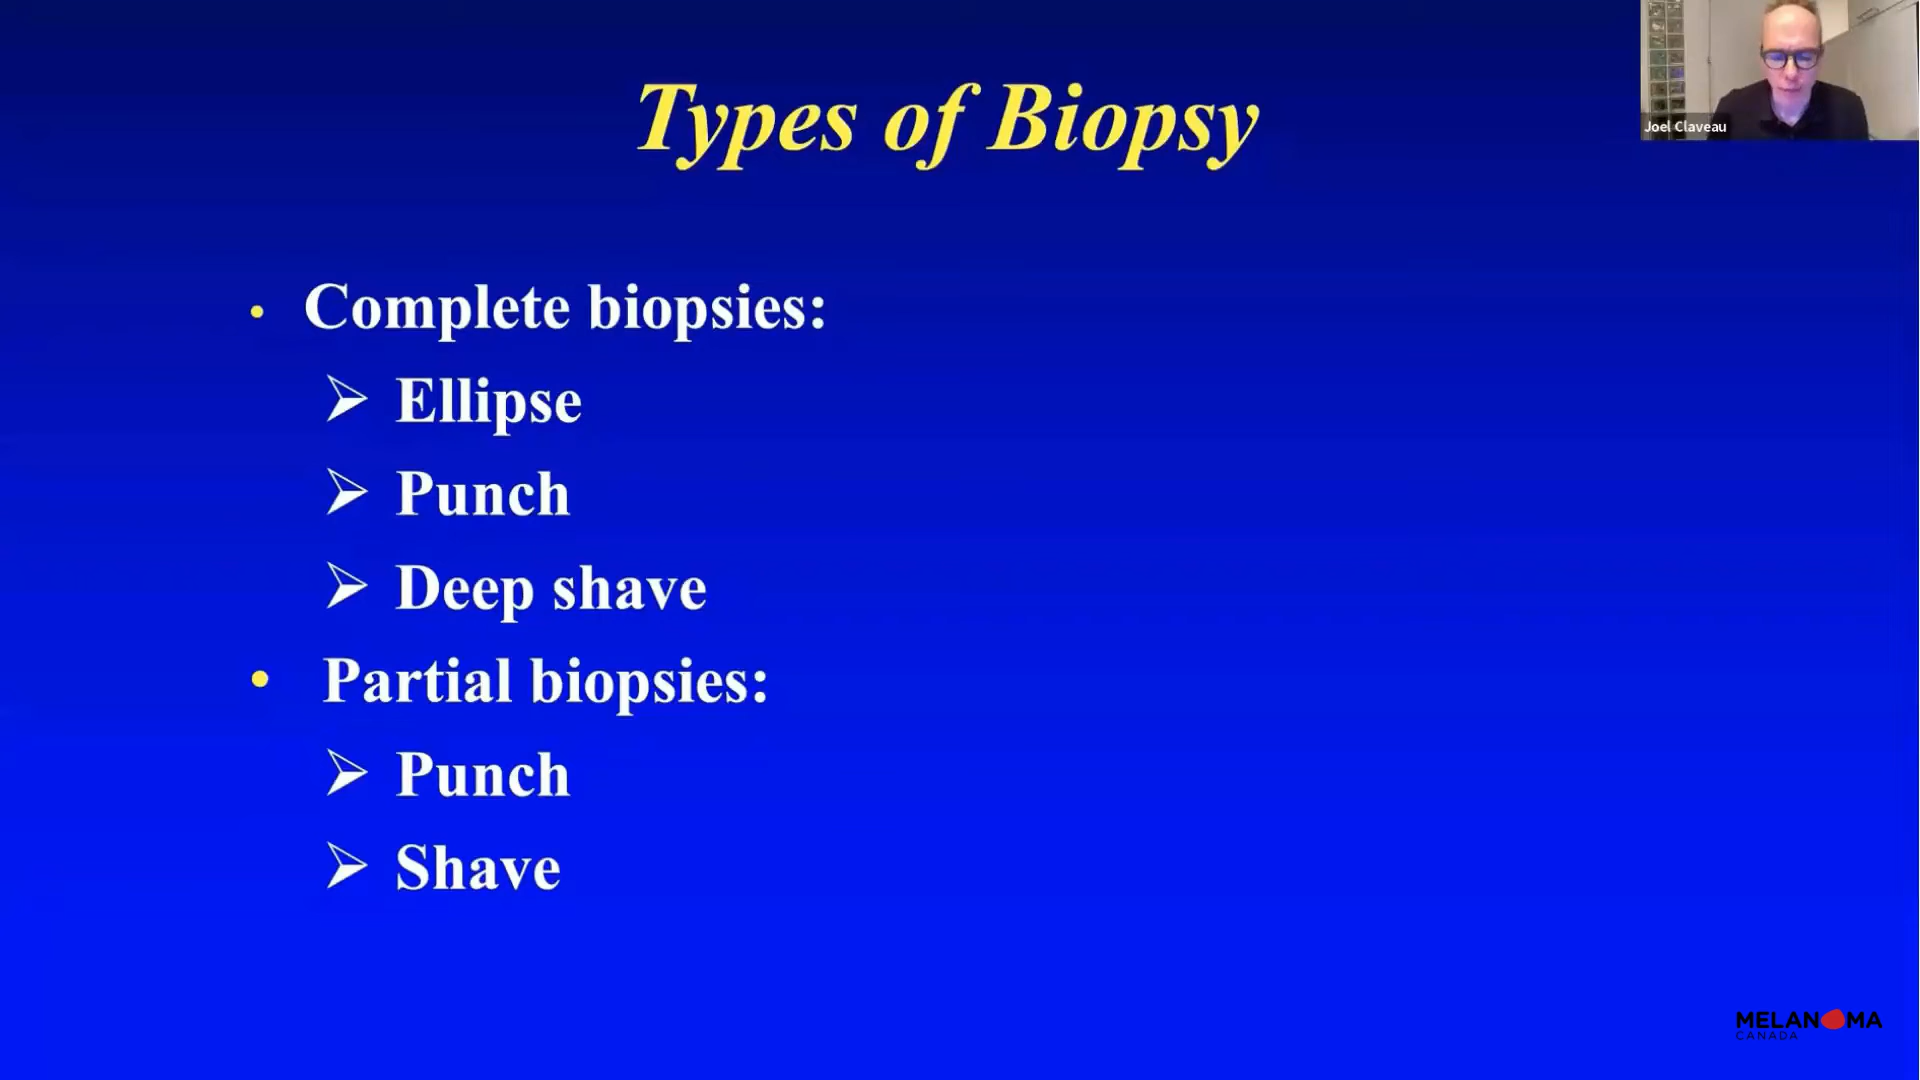 Types of Biopsy
Joel Claveau
• Complete biopsies:
➢ Ellipse
➢ Punch
➢ Deep shave
• Partial biopsies:
➢ Punch
➢ Shave
MELANOMA
CANADA